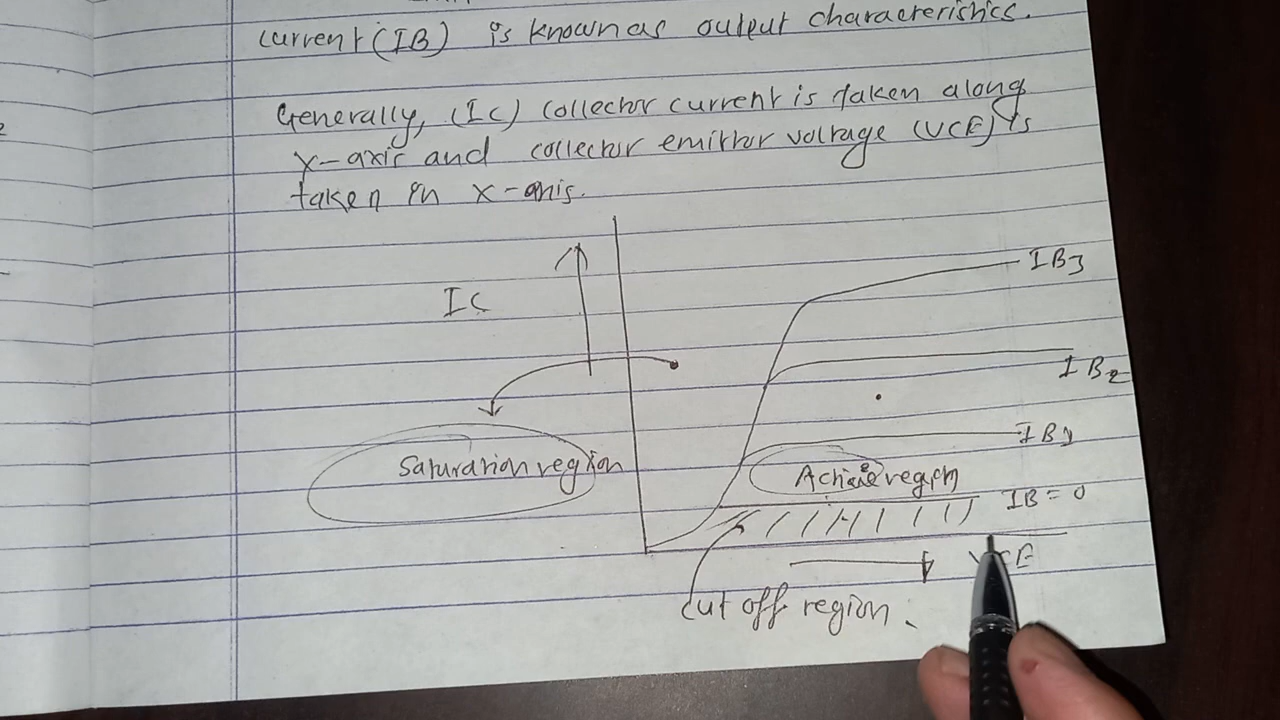 current (IB) is known as output characteristics.
Generally, (IC) collector current is taken along
x-axis and collector emittor voltage (VCE) is
taken in x-axis.
IB3
IC
IB2
IB1
Saturation region
Active region
IB = 0
VCE
Cut off region.